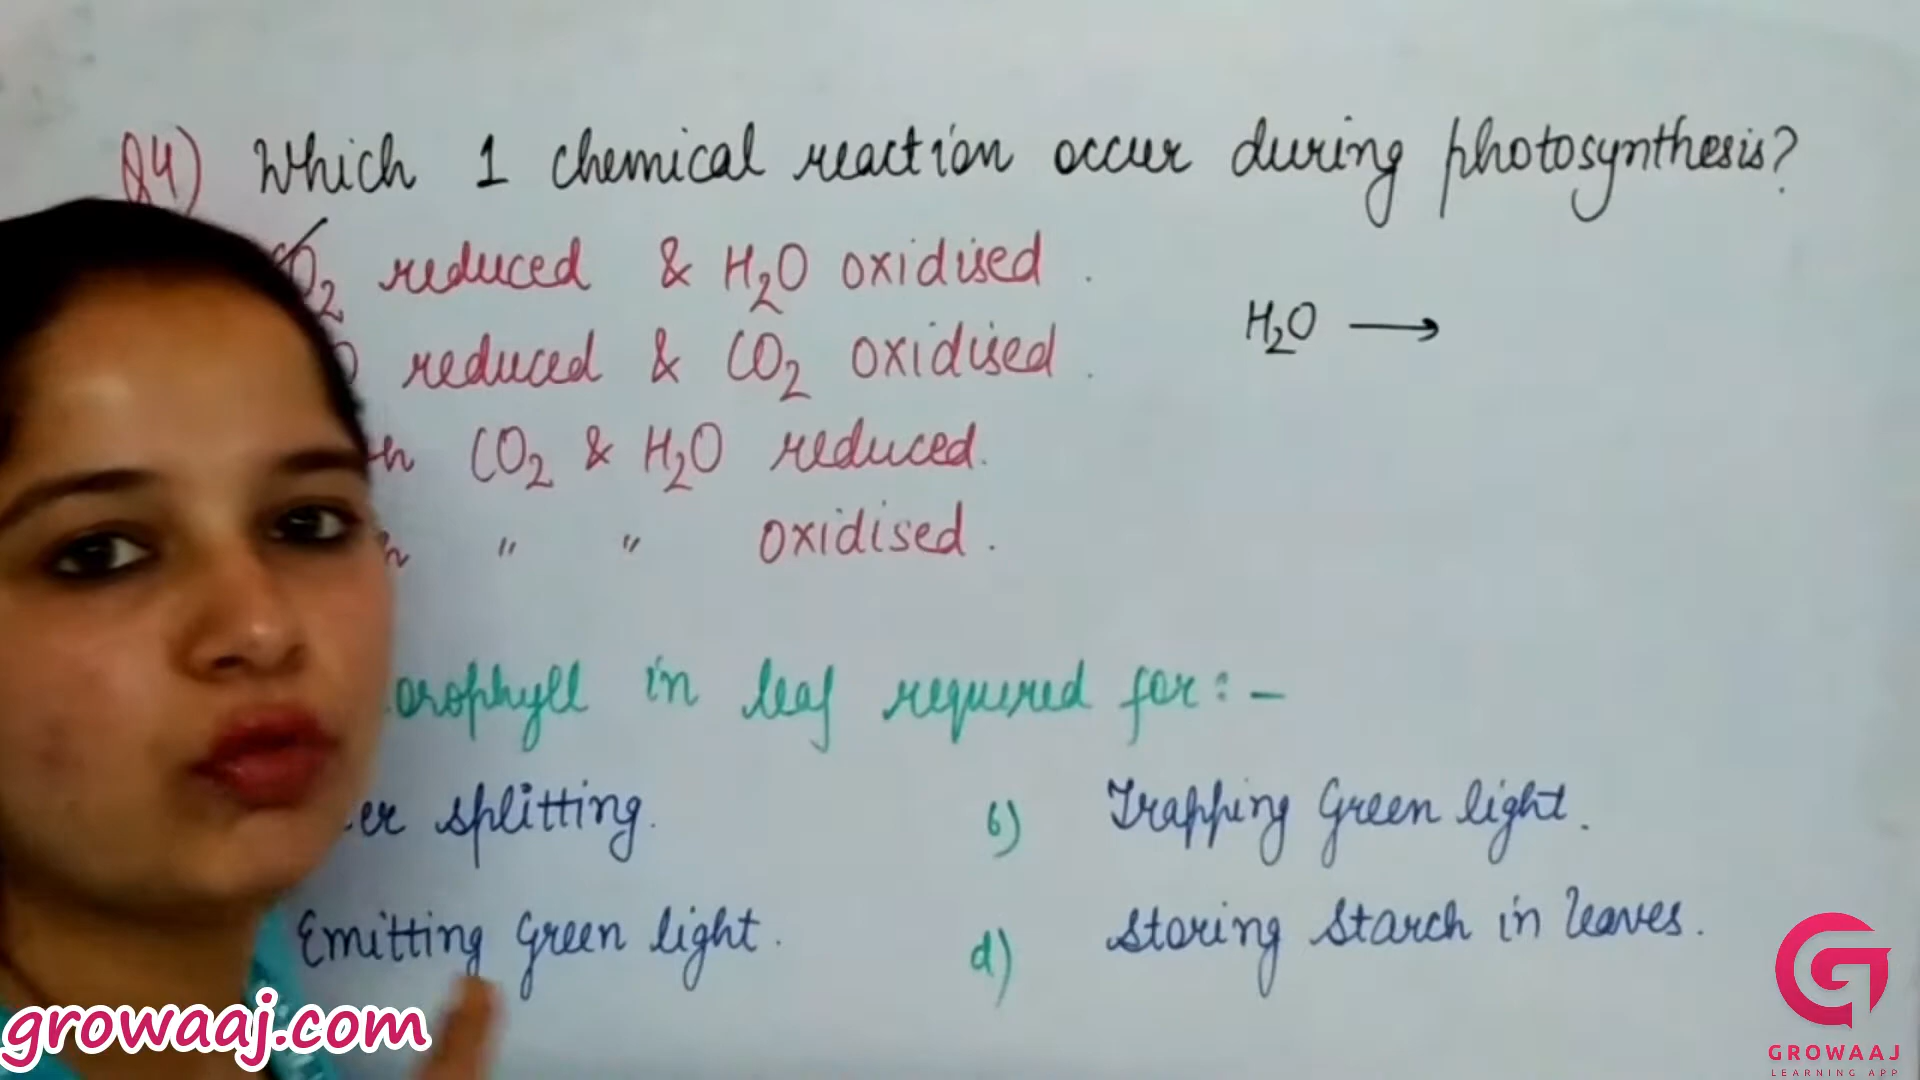 Q4) Which 1 chemical reaction occur during photosynthesis?
CO2 reduced & H2O oxidised.
reduced & CO2 oxidised.
H2O →
CO2 & H2O reduced.
" " oxidised.
in leaf required for:-
splitting.
b) Trapping Green light.
Emitting Green light.
d) Storing Starch in leaves.
growaaj.com
G
GROWAAJ
LEARNING APP